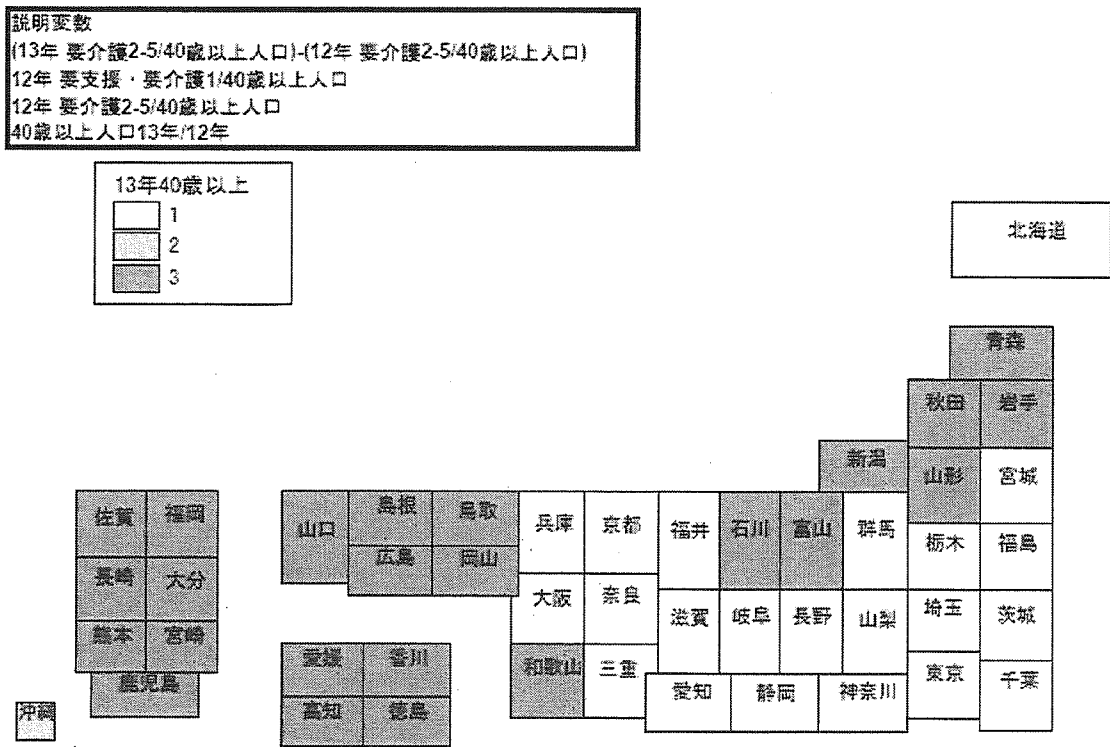 説明変数
(13年 要介護2-5/40歳以上人口)-(12年 要介護2-5/40歳以上人口)
12年 要支援・要介護1/40歳以上人口
12年 要介護2-5/40歳以上人口
40歳以上人口13年/12年
13年40歳以上
1
2
3
北海道
青森
秋田 岩手
新潟 山形 宮城
佐賀 福岡 山口 島根 鳥取 兵庫 京都 福井 石川 富山 群馬 栃木 福島
長崎 大分 広島 岡山 大阪 奈良 滋賀 岐阜 長野 山梨 埼玉 茨城
熊本 宮崎 愛媛 香川 和歌山 三重 愛知 静岡 神奈川 東京 千葉
鹿児島 高知 徳島
沖縄